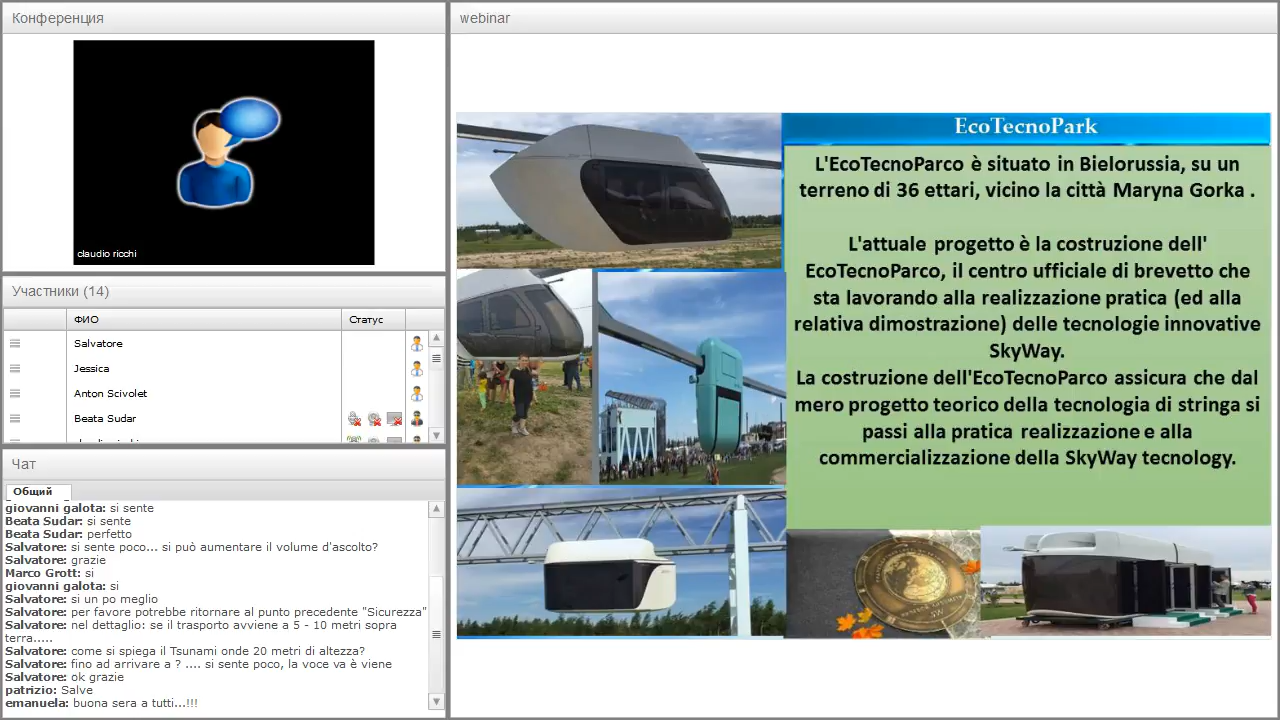 Конференция
claudio ricchi
Участники (14)
ФИО
Статус
Salvatore
Jessica
Anton Scivolet
Beata Sudar
Чат
Общий
giovanni galota: si sente
Beata Sudar: si sente
Beata Sudar: perfetto
Salvatore: si sente poco... si può aumentare il volume d'ascolto?
Salvatore: grazie
Marco Grott: si
giovanni galota: si
Salvatore: si un po meglio
Salvatore: per favore potrebbe ritornare al punto precedente "Sicurezza"
Salvatore: nel dettaglio: se il trasporto avviene a 5 - 10 metri sopra
terra.....
Salvatore: come si spiega il Tsunami onde 20 metri di altezza?
Salvatore: fino ad arrivare a ? .... si sente poco, la voce va è viene
Salvatore: ok grazie
patrizio: Salve
emanuela: buona sera a tutti...!!!
webinar
EcoTecnoPark
L'EcoTecnoParco è situato in Bielorussia, su un
terreno di 36 ettari, vicino la città Maryna Gorka .
L'attuale progetto è la costruzione dell'
EcoTecnoParco, il centro ufficiale di brevetto che
sta lavorando alla realizzazione pratica (ed alla
relativa dimostrazione) delle tecnologie innovative
SkyWay.
La costruzione dell'EcoTecnoParco assicura che dal
mero progetto teorico della tecnologia di stringa si
passi alla pratica realizzazione e alla
commercializzazione della SkyWay tecnology.